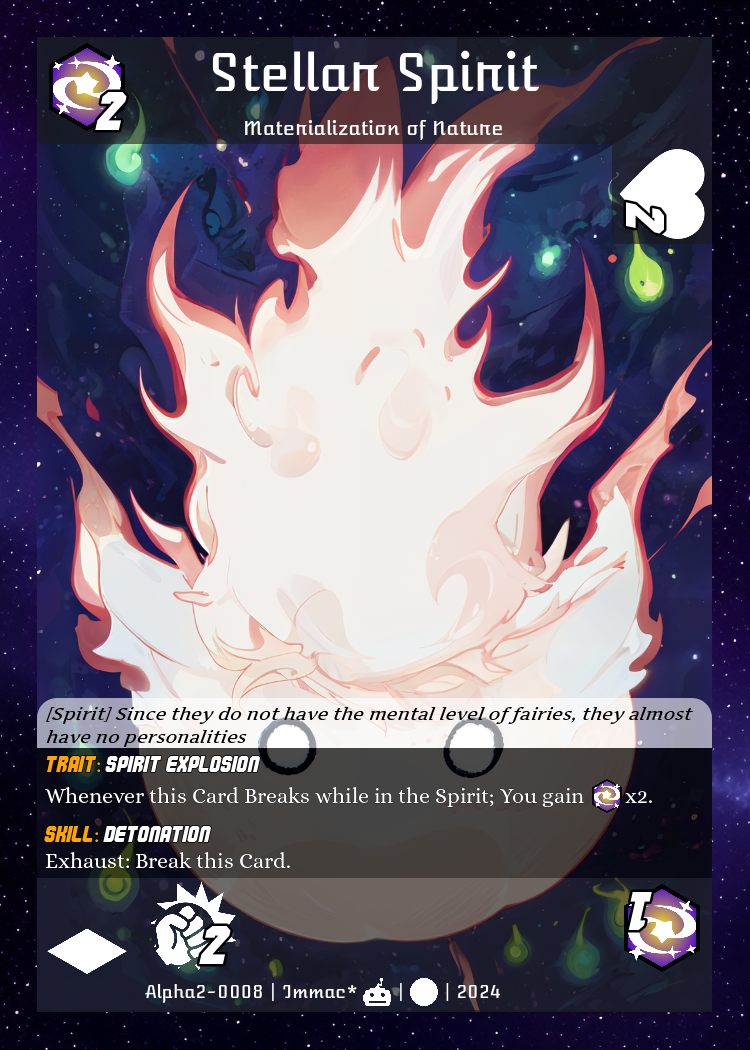 2
Stellar Spirit
Materialization of Nature
2
[Spirit] Since they do not have the mental level of fairies, they almost
have no personalities
TRAIT: SPIRIT EXPLOSION
Whenever this Card Breaks while in the Spirit; You gain x2.
SKILL: DETONATION
Exhaust: Break this Card.
2
1
Alpha2-0008 | Immac* | | 2024